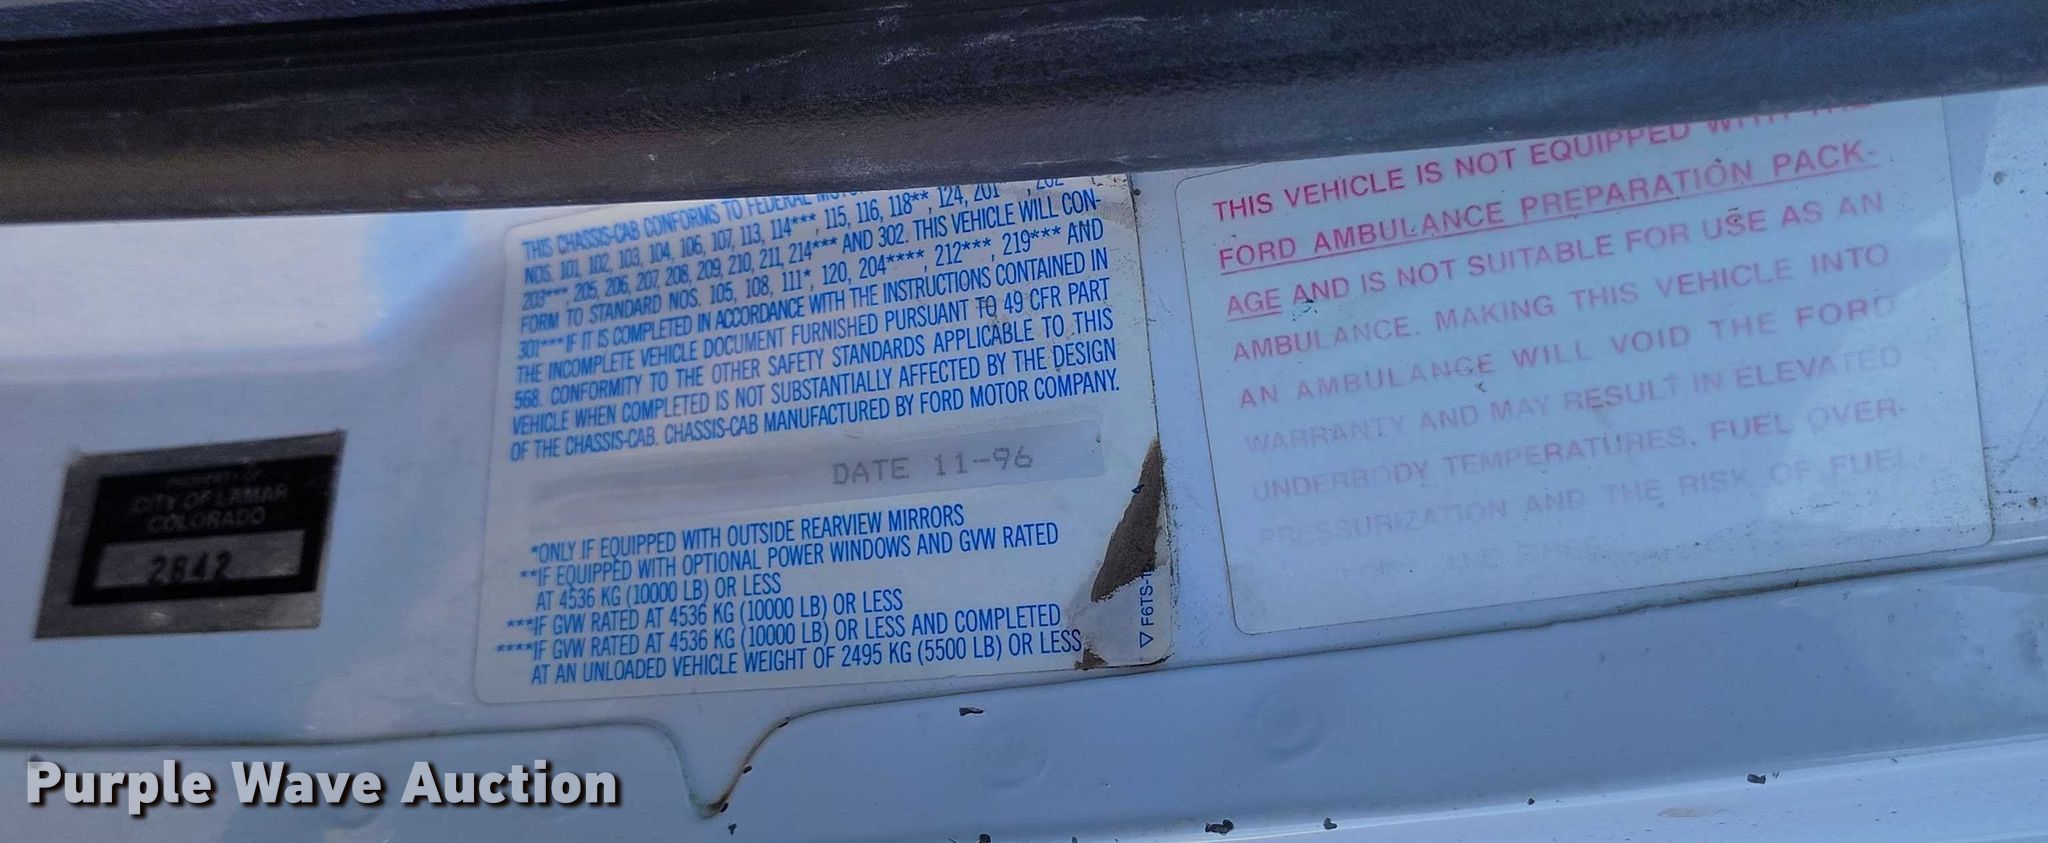 CITY OF LAMAR
COLORADO
2842
THIS CHASSIS-CAB CONFORMS TO FEDERAL
NOS. 101, 102, 103, 104, 106, 107, 113, 114***, 115, 116, 118**, 124, 201 , 202
203***, 205, 206, 207, 208, 209, 210, 211, 214*** AND 302. THIS VEHICLE WILL CON-
FORM TO STANDARD NOS. 105, 108, 111*, 120, 204****, 212***, 219*** AND
301*** IF IT IS COMPLETED IN ACCORDANCE WITH THE INSTRUCTIONS CONTAINED IN
THE INCOMPLETE VEHICLE DOCUMENT FURNISHED PURSUANT TO 49 CFR PART
568. CONFORMITY TO THE OTHER SAFETY STANDARDS APPLICABLE TO THIS
VEHICLE WHEN COMPLETED IS NOT SUBSTANTIALLY AFFECTED BY THE DESIGN
OF THE CHASSIS-CAB. CHASSIS-CAB MANUFACTURED BY FORD MOTOR COMPANY.
DATE 11-96
*ONLY IF EQUIPPED WITH OUTSIDE REARVIEW MIRRORS
**IF EQUIPPED WITH OPTIONAL POWER WINDOWS AND GVW RATED
AT 4536 KG (10000 LB) OR LESS
***IF GVW RATED AT 4536 KG (10000 LB) OR LESS
****IF GVW RATED AT 4536 KG (10000 LB) OR LESS AND COMPLETED
AT AN UNLOADED VEHICLE WEIGHT OF 2495 KG (5500 LB) OR LESS
▽ F6TS-
THIS VEHICLE IS NOT EQUIPPED WITH THE
FORD AMBULANCE PREPARATION PACK-
AGE AND IS NOT SUITABLE FOR USE AS AN
AMBULANCE. MAKING THIS VEHICLE INTO
AN AMBULANCE WILL VOID THE FORD
WARRANTY AND MAY RESULT IN ELEVATED
UNDERBODY TEMPERATURES, FUEL OVER-
PRESSURIZATION AND THE RISK OF FUEL
Purple Wave Auction